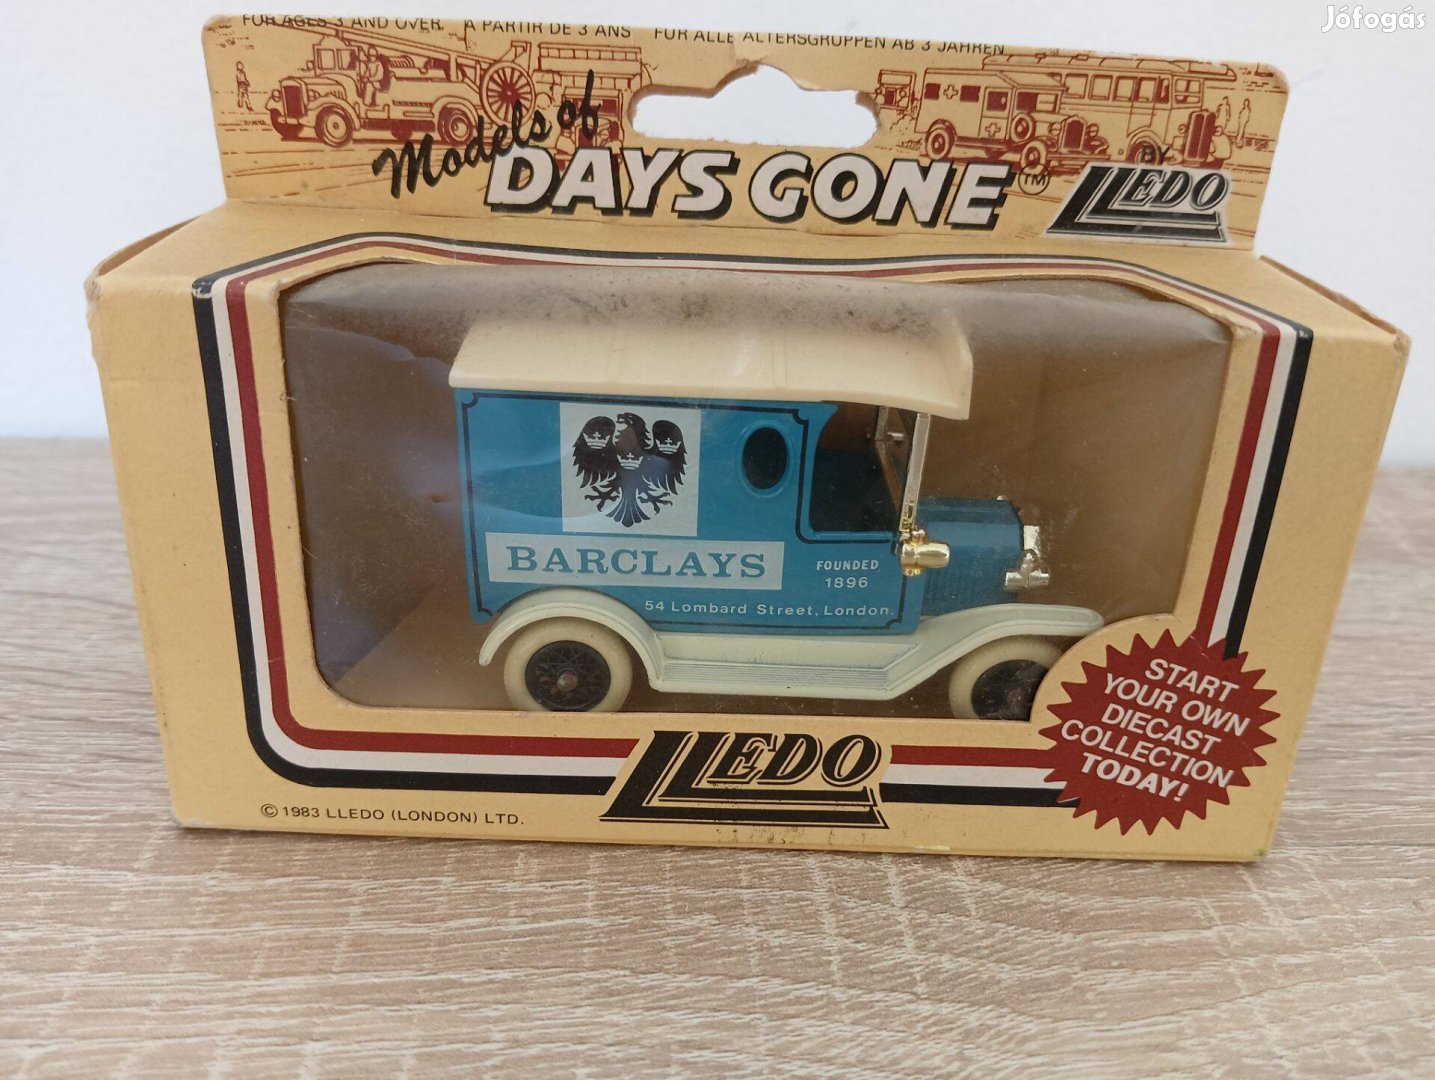 Jófogás
FOR AGES 3 AND OVER. A PARTIR DE 3 ANS FÜR ALLE ALTERSGRUPPEN AB 3 JAHREN
Models of
DAYS GONE™
BY
LLEDO
BARCLAYS
FOUNDED
1896
54 Lombard Street, London.
START
YOUR OWN
DIECAST
COLLECTION
TODAY!
LLEDO
© 1983 LLEDO (LONDON) LTD.